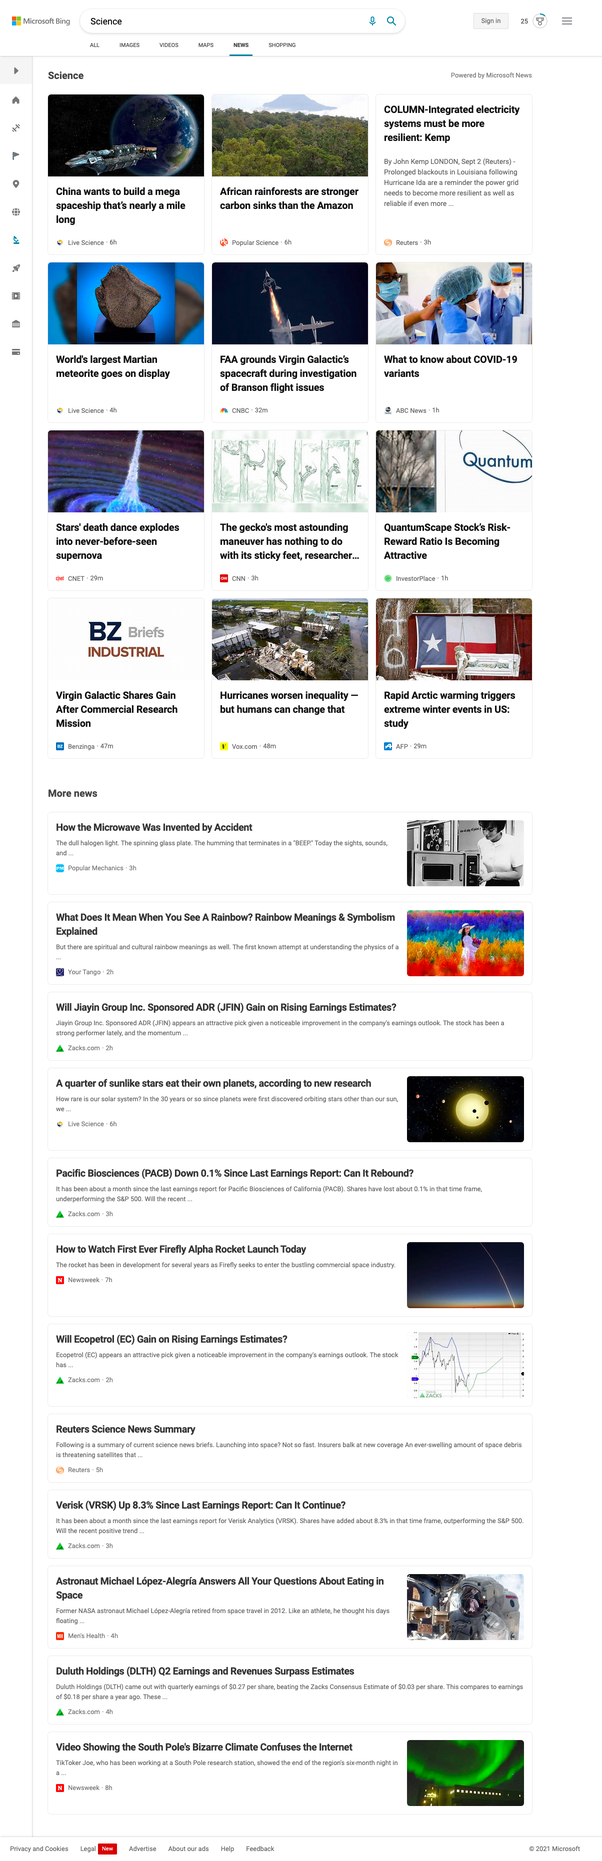 Microsoft Bing
Science
Sign in
25
ALL IMAGES VIDEOS MAPS NEWS SHOPPING
Science
Powered by Microsoft News
China wants to build a mega
spaceship that's nearly a mile
long
Live Science · 6h
African rainforests are stronger
carbon sinks than the Amazon
Popular Science · 6h
COLUMN-Integrated electricity
systems must be more
resilient: Kemp
By John Kemp LONDON, Sept 2 (Reuters) -
Prolonged blackouts in Louisiana following
Hurricane Ida are a reminder the power grid
needs to become more resilient as well as
reliable if even more ...
Reuters · 3h
World's largest Martian
meteorite goes on display
Live Science · 4h
FAA grounds Virgin Galactic's
spacecraft during investigation
of Branson flight issues
CNBC · 32m
What to know about COVID-19
variants
ABC News · 1h
Stars' death dance explodes
into never-before-seen
supernova
CNET · 29m
The gecko's most astounding
maneuver has nothing to do
with its sticky feet, researcher...
CNN · 3h
Quantum
QuantumScape Stock's Risk-
Reward Ratio Is Becoming
Attractive
InvestorPlace · 1h
BZ Briefs
INDUSTRIAL
Virgin Galactic Shares Gain
After Commercial Research
Mission
Benzinga · 47m
Hurricanes worsen inequality —
but humans can change that
Vox.com · 48m
Rapid Arctic warming triggers
extreme winter events in US:
study
AFP · 29m
More news
How the Microwave Was Invented by Accident
The dull halogen light. The spinning glass plate. The humming that terminates in a "BEEP." Today the sights, sounds,
and ...
Popular Mechanics · 3h
What Does It Mean When You See A Rainbow? Rainbow Meanings & Symbolism
Explained
But there are spiritual and cultural rainbow meanings as well. The first known attempt at understanding the physics of a
...
Your Tango · 2h
Will Jiayin Group Inc. Sponsored ADR (JFIN) Gain on Rising Earnings Estimates?
Jiayin Group Inc. Sponsored ADR (JFIN) appears an attractive pick given a noticeable improvement in the company's earnings outlook. The stock has been a
strong performer lately, and the momentum ...
Zacks.com · 2h
A quarter of sunlike stars eat their own planets, according to new research
How rare is our solar system? In the 30 years or so since planets were first discovered orbiting stars other than our sun,
we ...
Live Science · 6h
Pacific Biosciences (PACB) Down 0.1% Since Last Earnings Report: Can It Rebound?
It has been about a month since the last earnings report for Pacific Biosciences of California (PACB). Shares have lost about 0.1% in that time frame,
underperforming the S&P 500. Will the recent ...
Zacks.com · 3h
How to Watch First Ever Firefly Alpha Rocket Launch Today
The rocket has been in development for several years as Firefly seeks to enter the bustling commercial space industry.
Newsweek · 7h
Will Ecopetrol (EC) Gain on Rising Earnings Estimates?
Ecopetrol (EC) appears an attractive pick given a noticeable improvement in the company's earnings outlook. The stock
has ...
Zacks.com · 2h
ZACKS
Reuters Science News Summary
Following is a summary of current science news briefs. Launching into space? Not so fast. Insurers balk at new coverage An ever-swelling amount of space debris
is threatening satellites that ...
Reuters · 5h
Verisk (VRSK) Up 8.3% Since Last Earnings Report: Can It Continue?
It has been about a month since the last earnings report for Verisk Analytics (VRSK). Shares have added about 8.3% in that time frame, outperforming the S&P 500.
Will the recent positive trend ...
Zacks.com · 3h
Astronaut Michael López-Alegría Answers All Your Questions About Eating in
Space
Former NASA astronaut Michael López-Alegría retired from space travel in 2012. Like an athlete, he thought his days
floating ...
Men's Health · 4h
Duluth Holdings (DLTH) Q2 Earnings and Revenues Surpass Estimates
Duluth Holdings (DLTH) came out with quarterly earnings of $0.27 per share, beating the Zacks Consensus Estimate of $0.03 per share. This compares to earnings
of $0.18 per share a year ago. These ...
Zacks.com · 4h
Video Showing the South Pole's Bizarre Climate Confuses the Internet
TikToker Joe, who has been working at a South Pole research station, showed the end of the region's six-month night in
a ...
Newsweek · 8h
Privacy and Cookies Legal New Advertise About our ads Help Feedback © 2021 Microsoft